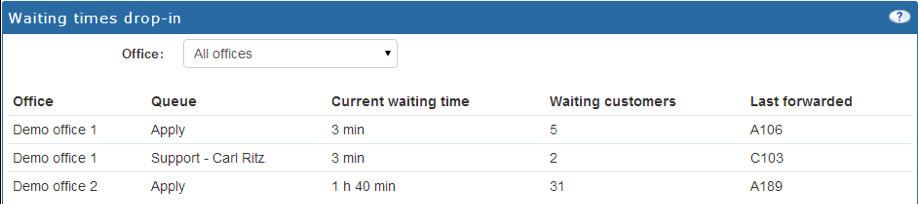 Waiting times drop-in ?
Office: All offices
Office Queue Current waiting time Waiting customers Last forwarded
Demo office 1 Apply 3 min 5 A106
Demo office 1 Support - Carl Ritz 3 min 2 C103
Demo office 2 Apply 1 h 40 min 31 A189